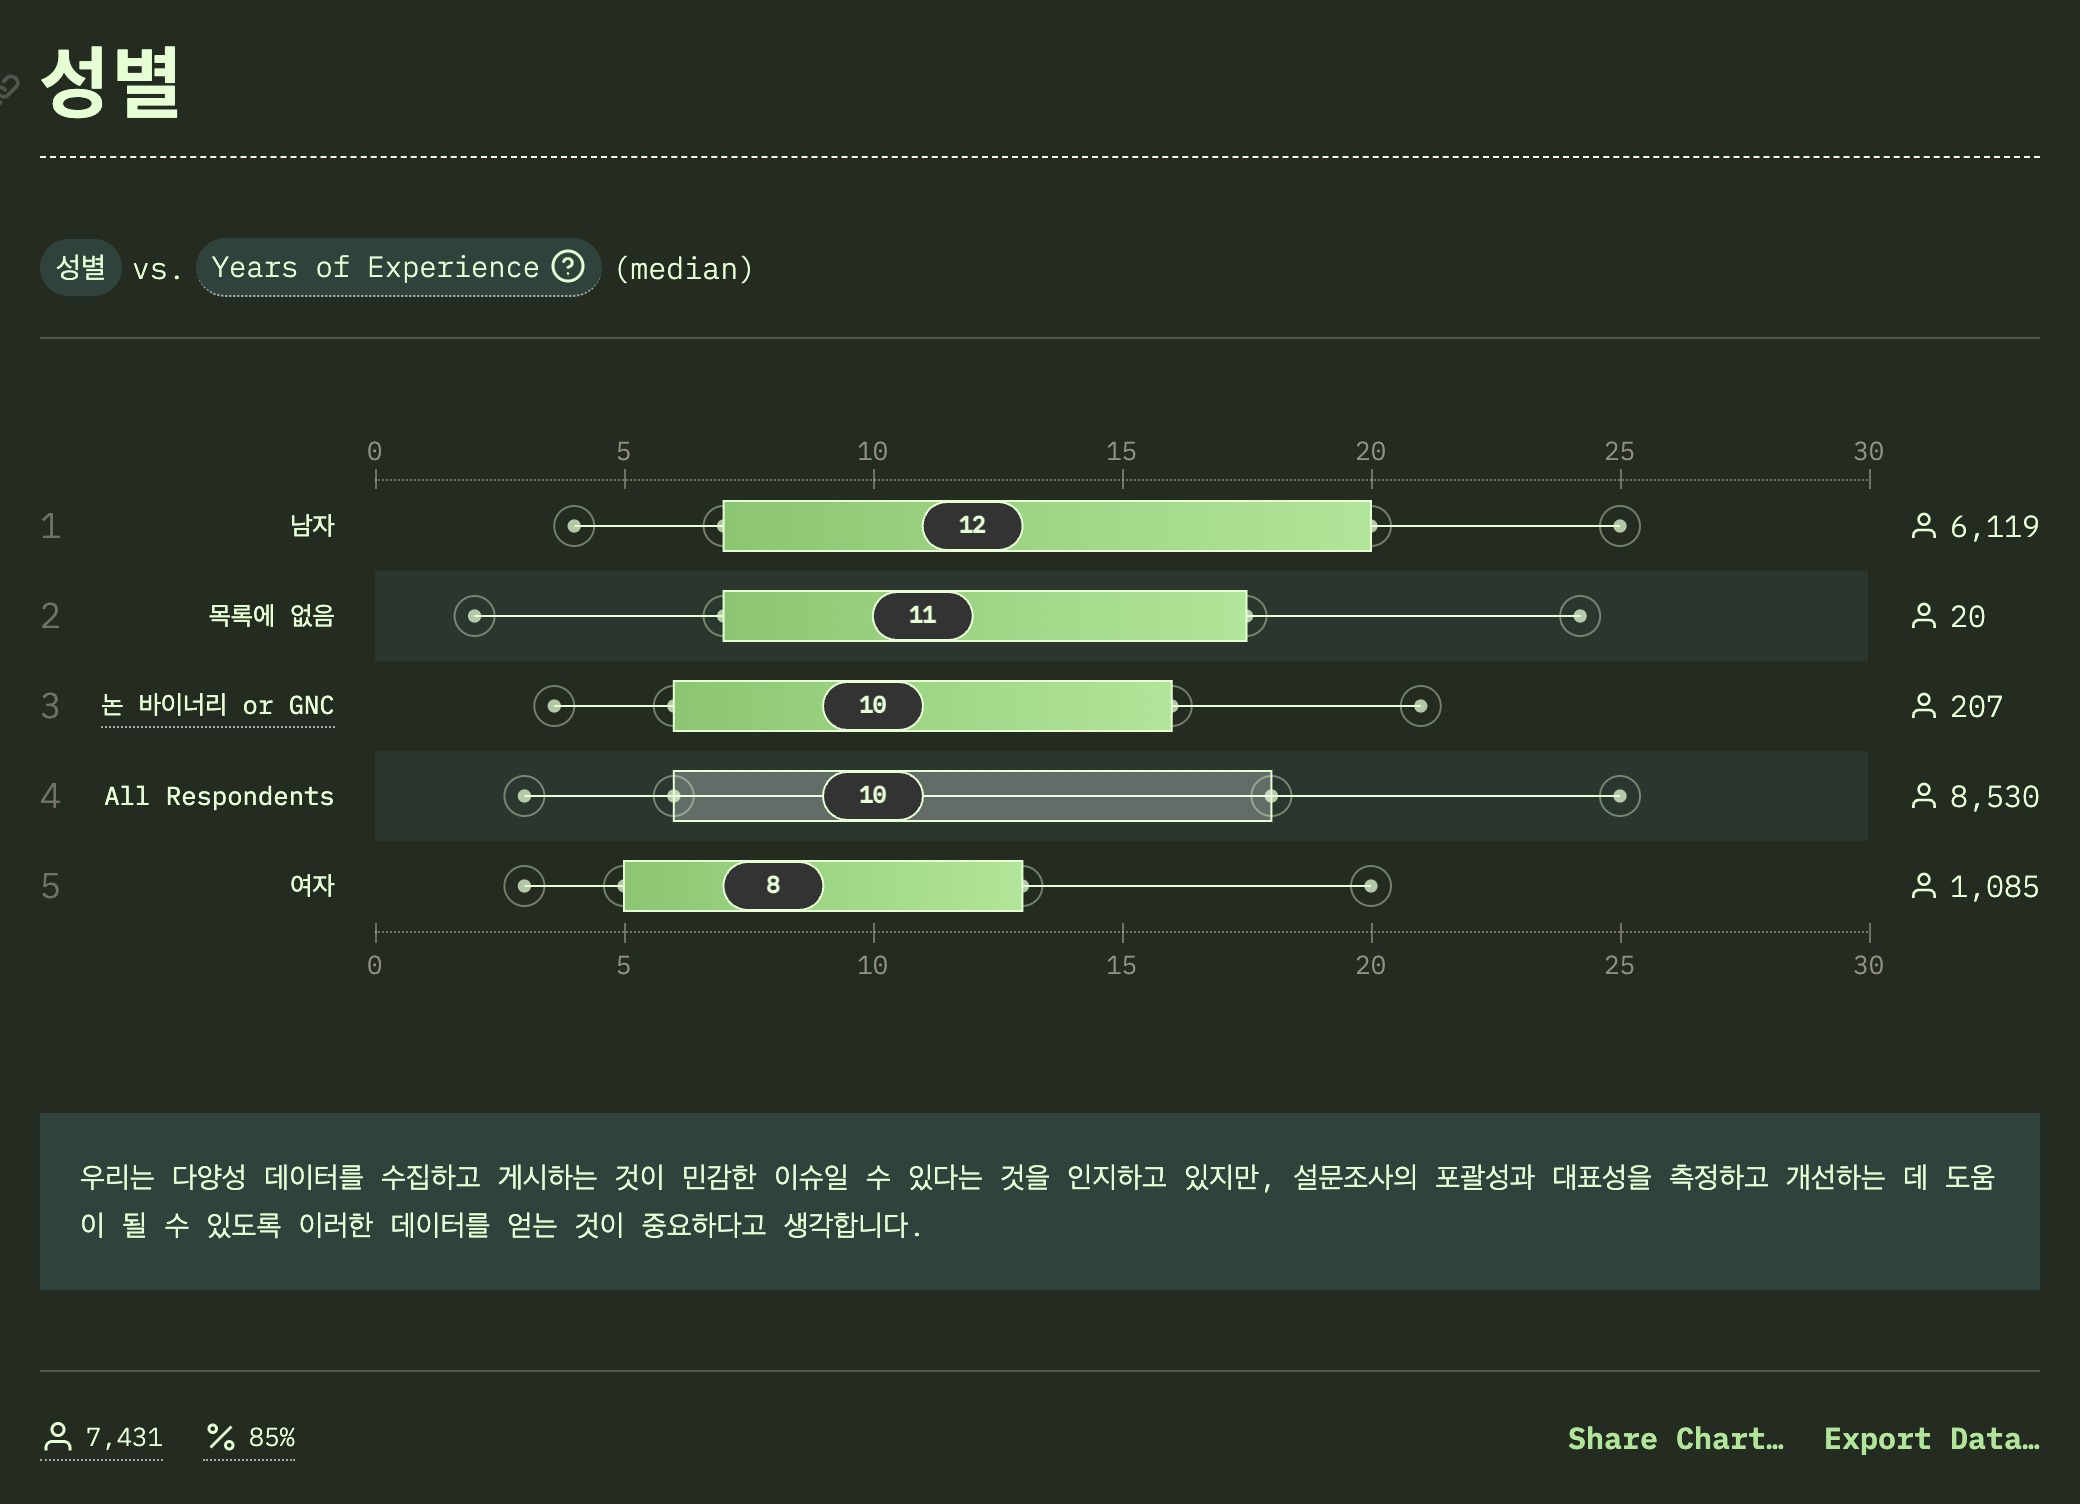 성별
성별 vs. Years of Experience (median)
0 5 10 15 20 25 30
1 남자 12 6,119
2 목록에 없음 11 20
3 논 바이너리 or GNC 10 207
4 All Respondents 10 8,530
5 여자 8 1,085
0 5 10 15 20 25 30
우리는 다양성 데이터를 수집하고 게시하는 것이 민감한 이슈일 수 있다는 것을 인지하고 있지만, 설문조사의 포괄성과 대표성을 측정하고 개선하는 데 도움
이 될 수 있도록 이러한 데이터를 얻는 것이 중요하다고 생각합니다.
7,431 85% Share Chart… Export Data…